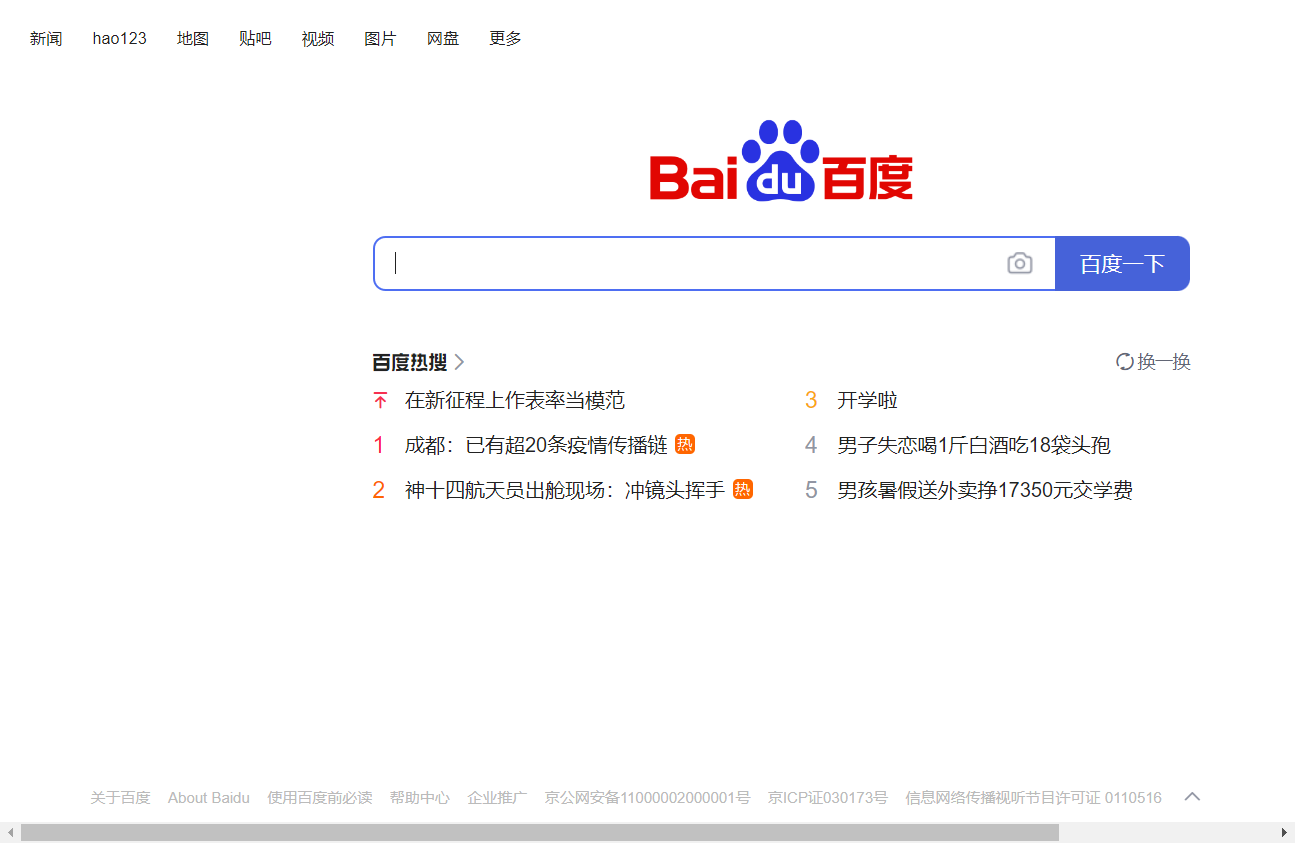 新闻 hao123 地图 贴吧 视频 图片 网盘 更多
Bai du 百度
百度一下
百度热搜 换一换
在新征程上作表率当模范 3 开学啦
1 成都：已有超20条疫情传播链 热 4 男子失恋喝1斤白酒吃18袋头孢
2 神十四航天员出舱现场：冲镜头挥手 热 5 男孩暑假送外卖挣17350元交学费
关于百度 About Baidu 使用百度前必读 帮助中心 企业推广 京公网安备11000002000001号 京ICP证030173号 信息网络传播视听节目许可证 0110516